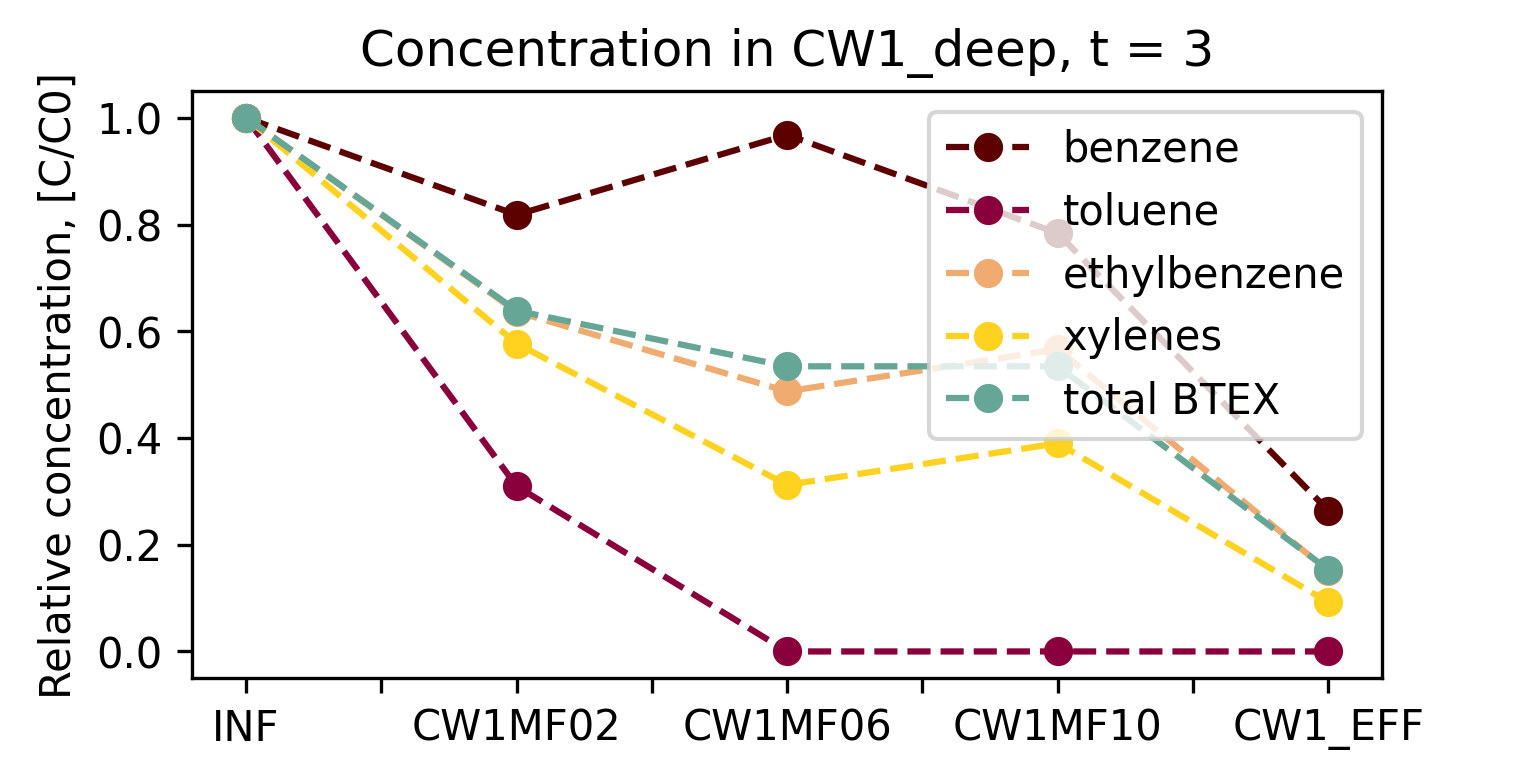 Concentration in CW1_deep, t = 3
Relative concentration, [C/C0]
1.0
0.8
0.6
0.4
0.2
0.0
benzene
toluene
ethylbenzene
xylenes
total BTEX
INF
CW1MF02
CW1MF06
CW1MF10
CW1_EFF